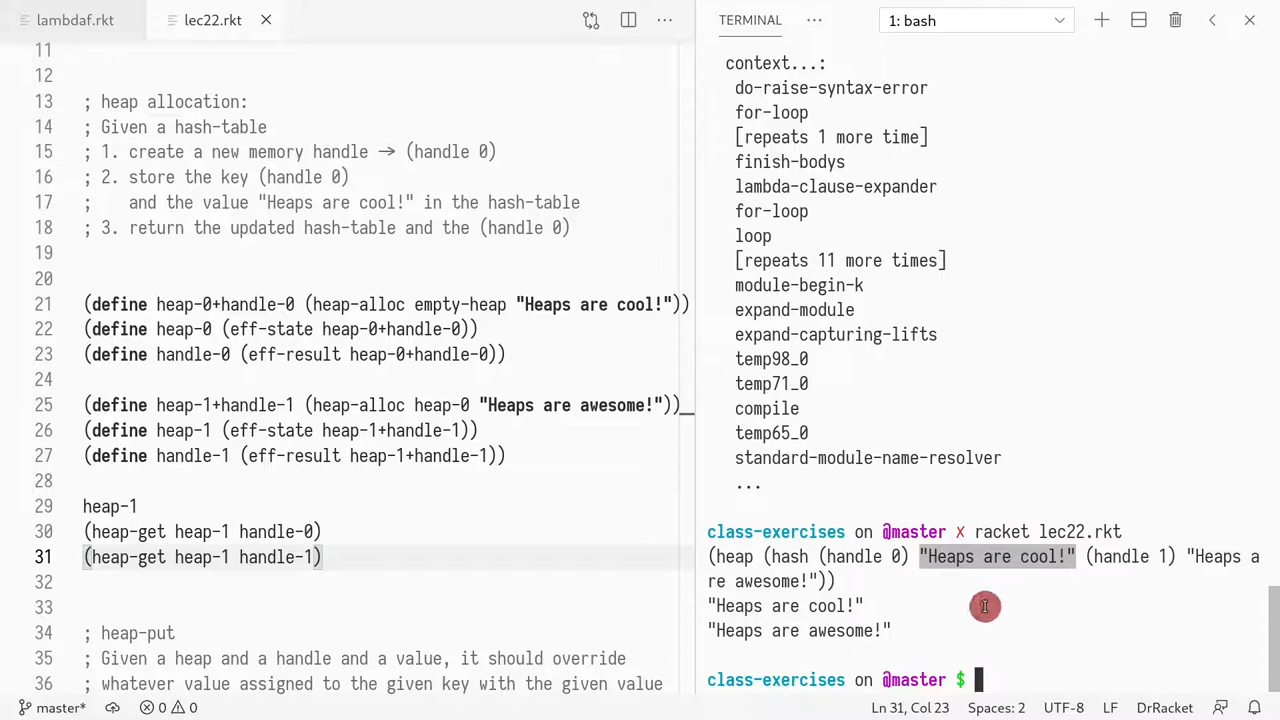 lambdaf.rkt
lec22.rkt
11
12
13 ; heap allocation:
14 ; Given a hash-table
15 ; 1. create a new memory handle → (handle 0)
16 ; 2. store the key (handle 0)
17 ;    and the value "Heaps are cool!" in the hash-table
18 ; 3. return the updated hash-table and the (handle 0)
19
20
21 (define heap-0+handle-0 (heap-alloc empty-heap "Heaps are cool!"))
22 (define heap-0 (eff-state heap-0+handle-0))
23 (define handle-0 (eff-result heap-0+handle-0))
24
25 (define heap-1+handle-1 (heap-alloc heap-0 "Heaps are awesome!"))
26 (define heap-1 (eff-state heap-1+handle-1))
27 (define handle-1 (eff-result heap-1+handle-1))
28
29 heap-1
30 (heap-get heap-1 handle-0)
31 (heap-get heap-1 handle-1)
32
33
34 ; heap-put
35 ; Given a heap and a handle and a value, it should override
36 ; whatever value assigned to the given key with the given value
TERMINAL ···
1: bash
context...:
do-raise-syntax-error
for-loop
[repeats 1 more time]
finish-bodys
lambda-clause-expander
for-loop
loop
[repeats 11 more times]
module-begin-k
expand-module
expand-capturing-lifts
temp98_0
temp71_0
compile
temp65_0
standard-module-name-resolver
...
class-exercises on @master ✗ racket lec22.rkt
(heap (hash (handle 0) "Heaps are cool!" (handle 1) "Heaps a
re awesome!"))
"Heaps are cool!"
"Heaps are awesome!"
class-exercises on @master $
master*
0
0
Ln 31, Col 23
Spaces: 2
UTF-8
LF
DrRacket